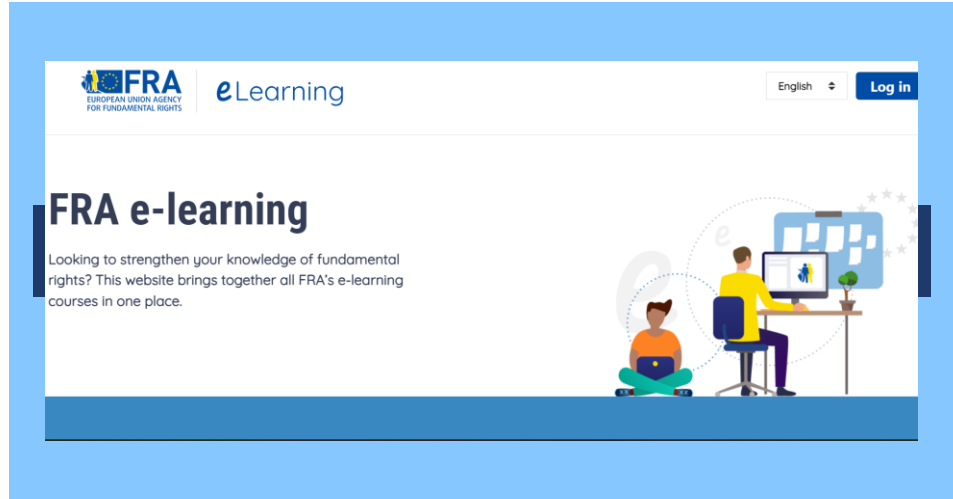 FRA
EUROPEAN UNION AGENCY
FOR FUNDAMENTAL RIGHTS
eLearning
English
Log in
FRA e-learning
Looking to strengthen your knowledge of fundamental
rights? This website brings together all FRA's e-learning
courses in one place.
e
e